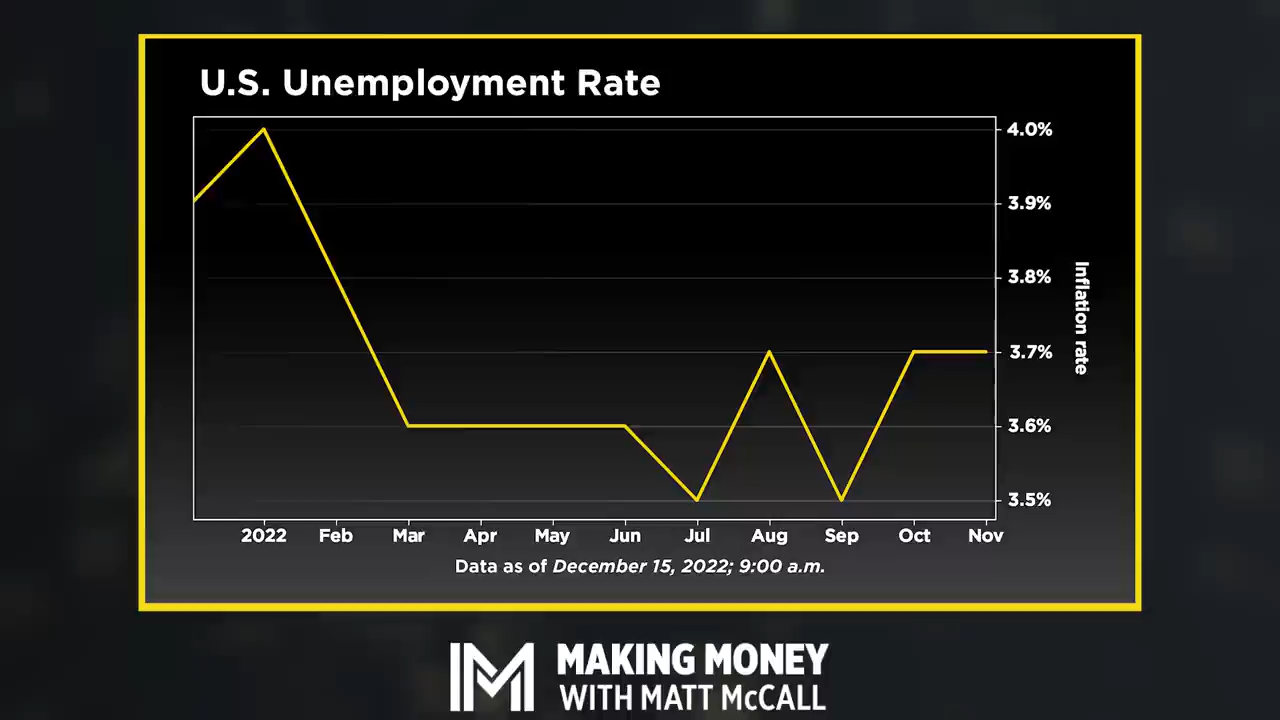 U.S. Unemployment Rate
4.0%
3.9%
3.8%
3.7%
3.6%
3.5%
Inflation rate
2022 Feb Mar Apr May Jun Jul Aug Sep Oct Nov
Data as of December 15, 2022; 9:00 a.m.
MAKING MONEY
WITH MATT McCALL